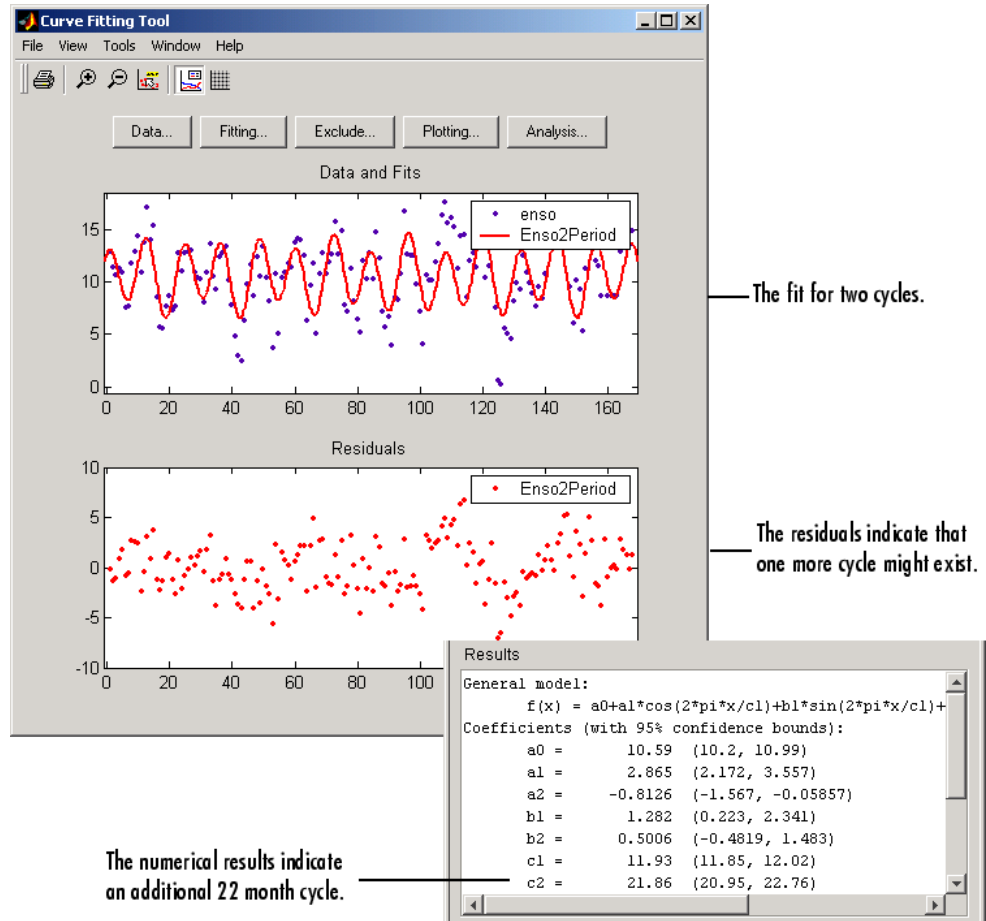 Curve Fitting Tool
File View Tools Window Help
Data... Fitting... Exclude... Plotting... Analysis...
Data and Fits
enso
Enso2Period
15
10
5
0
0 20 40 60 80 100 120 140 160
The fit for two cycles.
Residuals
Enso2Period
10
5
0
-5
-10
0 20 40 60 80 100
The residuals indicate that
one more cycle might exist.
Results
General model:
f(x) = a0+a1*cos(2*pi*x/c1)+b1*sin(2*pi*x/c1)+
Coefficients (with 95% confidence bounds):
a0 = 10.59 (10.2, 10.99)
a1 = 2.865 (2.172, 3.557)
a2 = -0.8126 (-1.567, -0.05857)
b1 = 1.282 (0.223, 2.341)
b2 = 0.5006 (-0.4819, 1.483)
c1 = 11.93 (11.85, 12.02)
c2 = 21.86 (20.95, 22.76)
The numerical results indicate
an additional 22 month cycle.